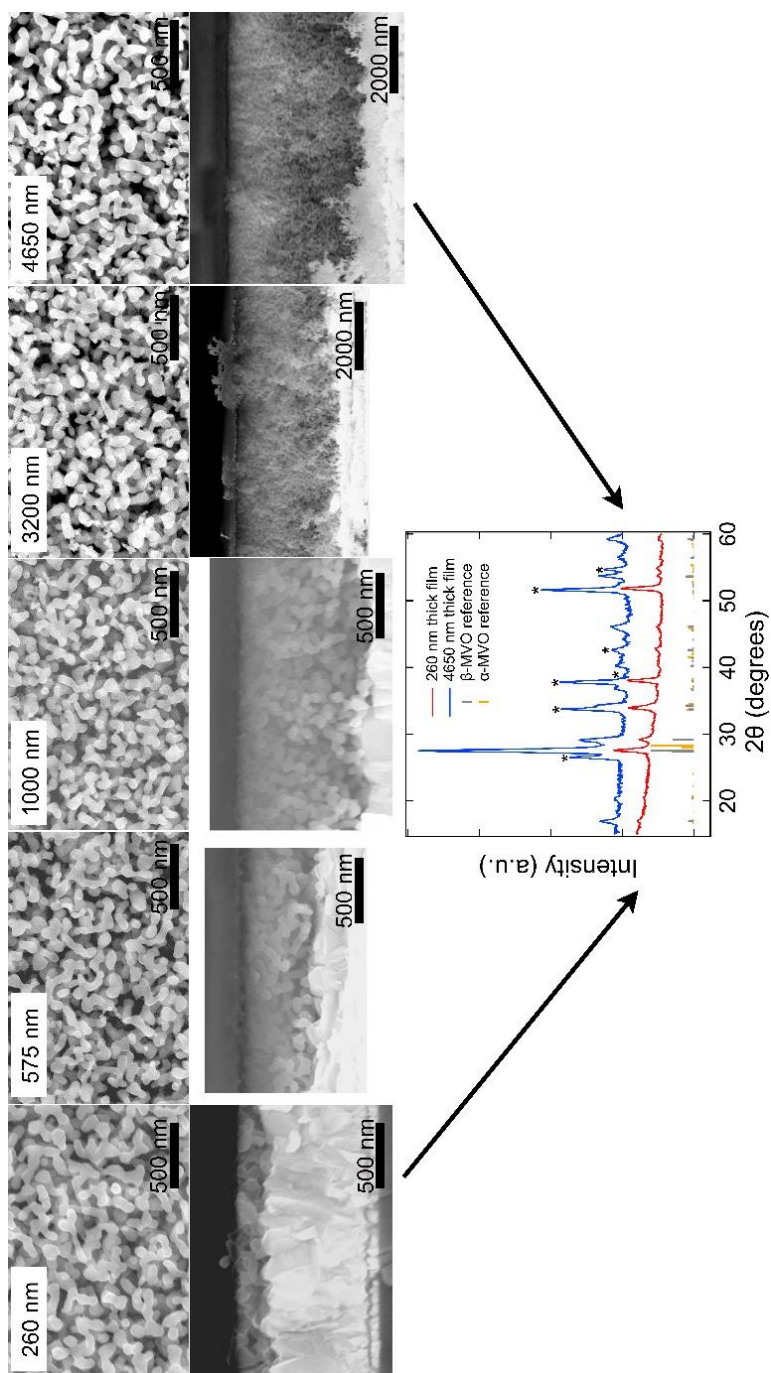 260 nm
575 nm
1000 nm
3200 nm
4650 nm
500 nm
500 nm
500 nm
500 nm
500 nm
500 nm
500 nm
500 nm
2000 nm
2000 nm
Intensity (a.u.)
260 nm thick film
4650 nm thick film
β-MVO reference
α-MVO reference
*
*
*
*
*
*
*
20
30
40
50
60
2θ (degrees)